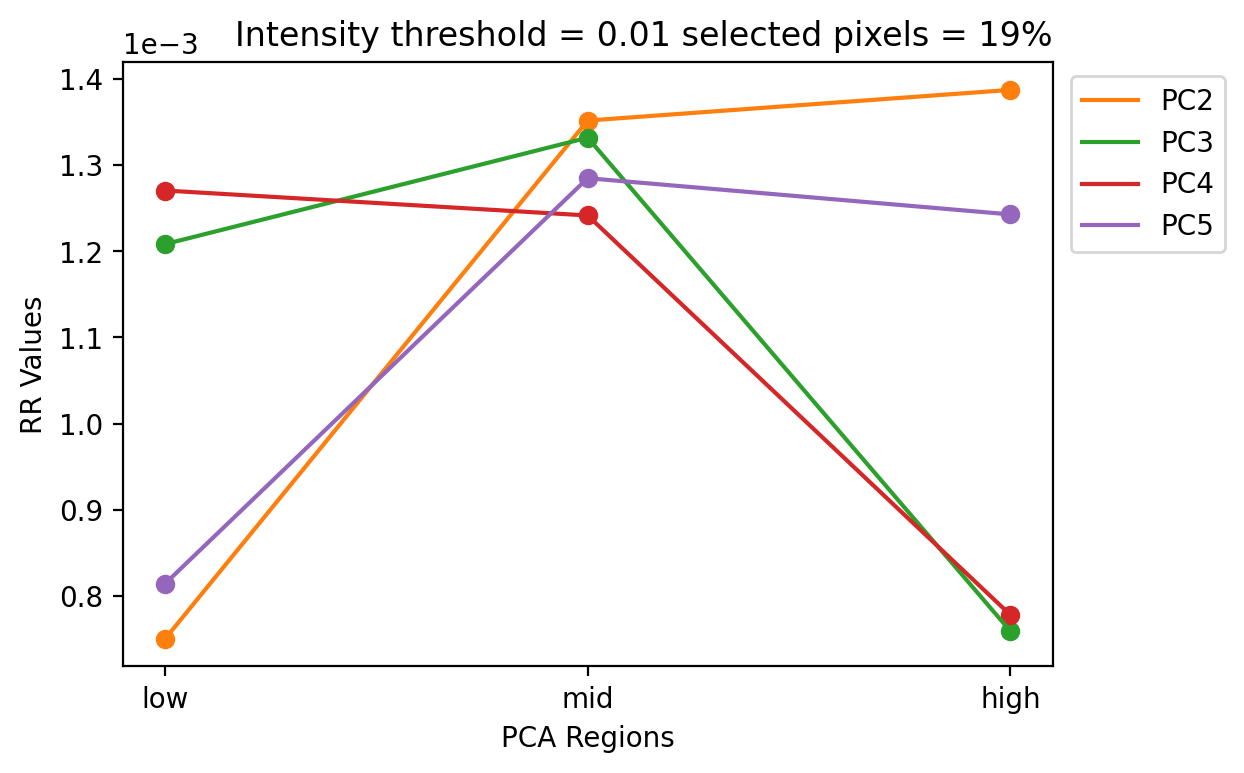 1e−3
Intensity threshold = 0.01 selected pixels = 19%
1.4
1.3
1.2
1.1
1.0
0.9
0.8
RR Values
low
mid
high
PCA Regions
PC2
PC3
PC4
PC5